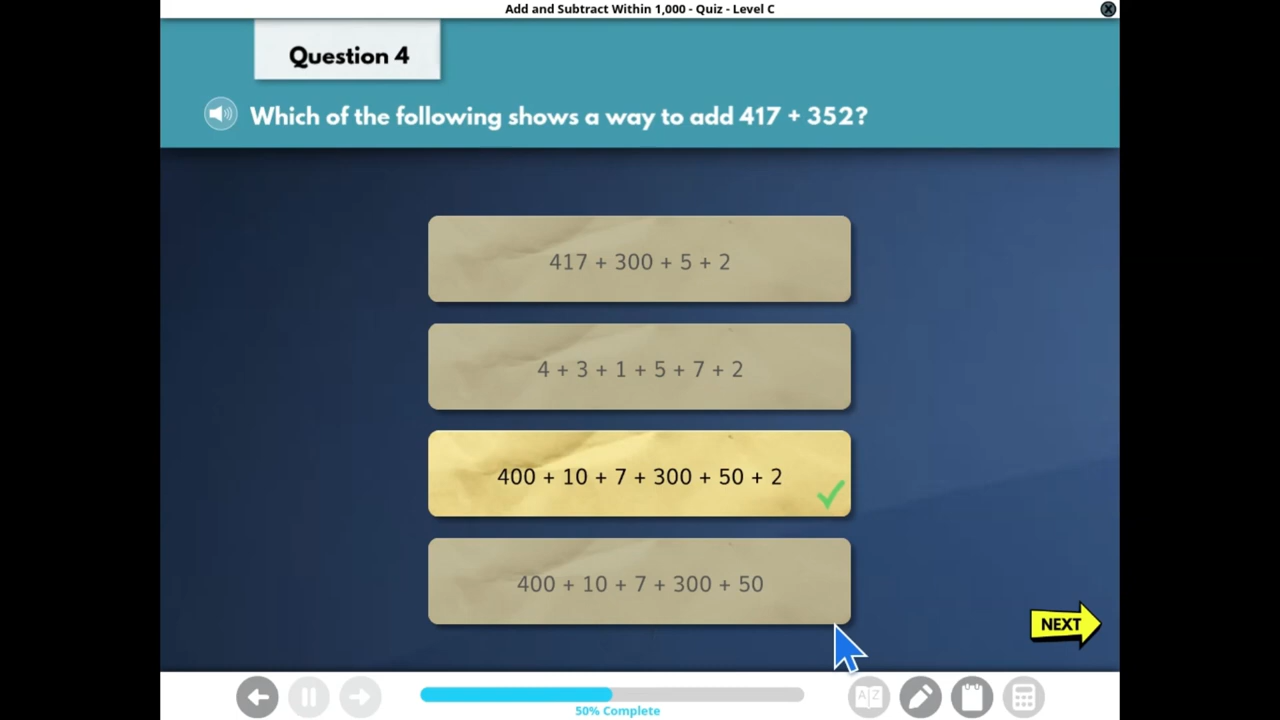 Add and Subtract Within 1,000 - Quiz - Level C
Question 4
Which of the following shows a way to add 417 + 352?
417 + 300 + 5 + 2
4 + 3 + 1 + 5 + 7 + 2
400 + 10 + 7 + 300 + 50 + 2
400 + 10 + 7 + 300 + 50
NEXT
50% Complete
A Z